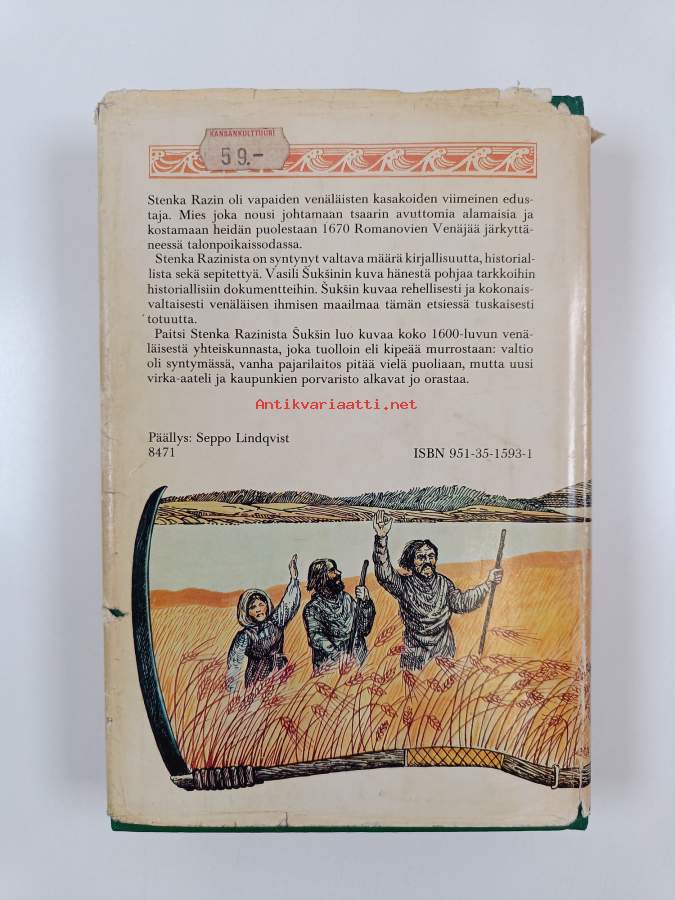 KANSANKULTTUURI
59.-
Stenka Razin oli vapaiden venäläisten kasakoiden viimeinen edus-
taja. Mies joka nousi johtamaan tsaarin avuttomia alamaisia ja
kostamaan heidän puolestaan 1670 Romanovien Venäjää järkyttä-
neessä talonpoikaissodassa.
Stenka Razinista on syntynyt valtava määrä kirjallisuutta, historial-
lista sekä sepitettyä. Vasili Šukšinin kuva hänestä pohjaa tarkkoihin
historiallisiin dokumentteihin. Šukšin kuvaa rehellisesti ja kokonais-
valtaisesti venäläisen ihmisen maailmaa tämän etsiessä tuskaisesti
totuutta.
Paitsi Stenka Razinista Šukšin luo kuvaa koko 1600-luvun venä-
läisestä yhteiskunnasta, joka tuolloin eli kipeää murrostaan: valtio
oli syntymässä, vanha pajarilaitos pitää vielä puoliaan, mutta uusi
virka-aateli ja kaupunkien porvaristo alkavat jo orastaa.
Antikvariaatti.net
Päällys: Seppo Lindqvist
8471 ISBN 951-35-1593-1